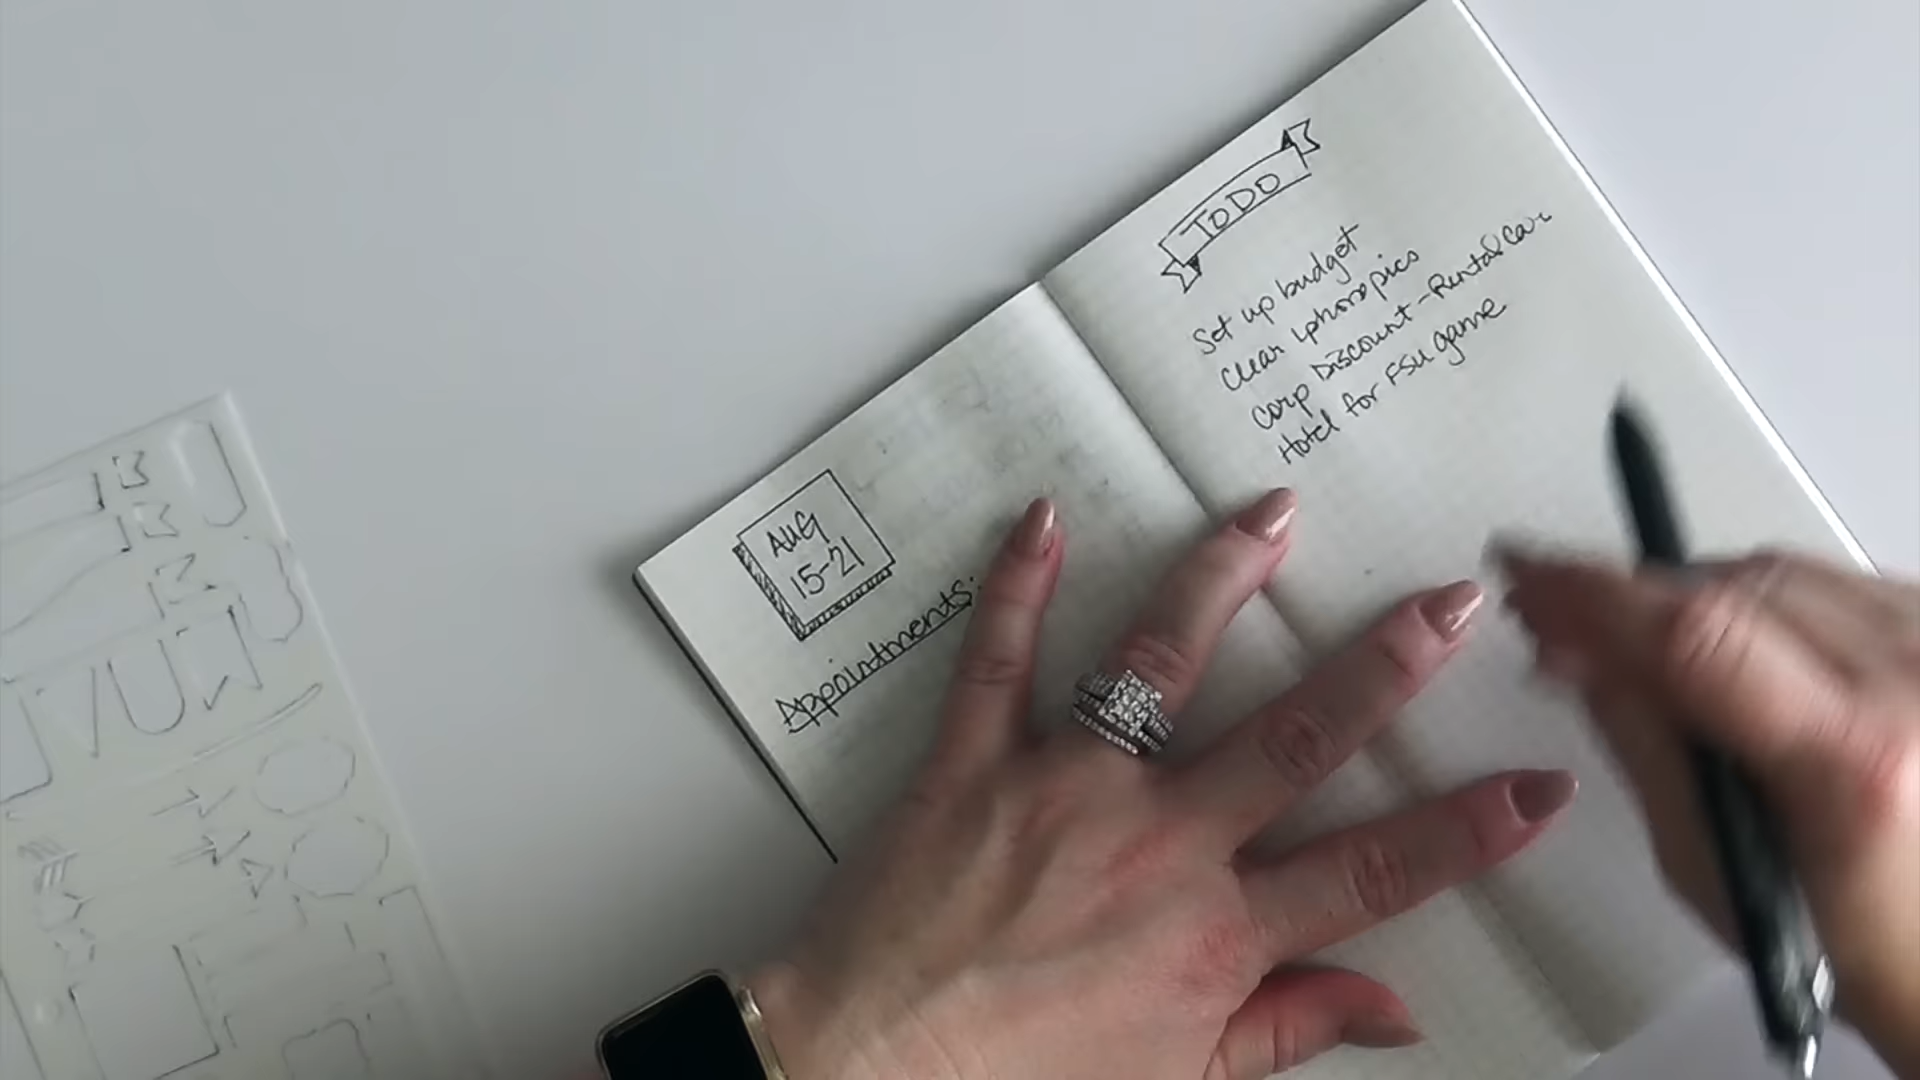 AUG
15-21
Appointments:
TODO
Set up budget
Clear iphone pics
Corp Discount - Rental Car
Hotel for FSU game